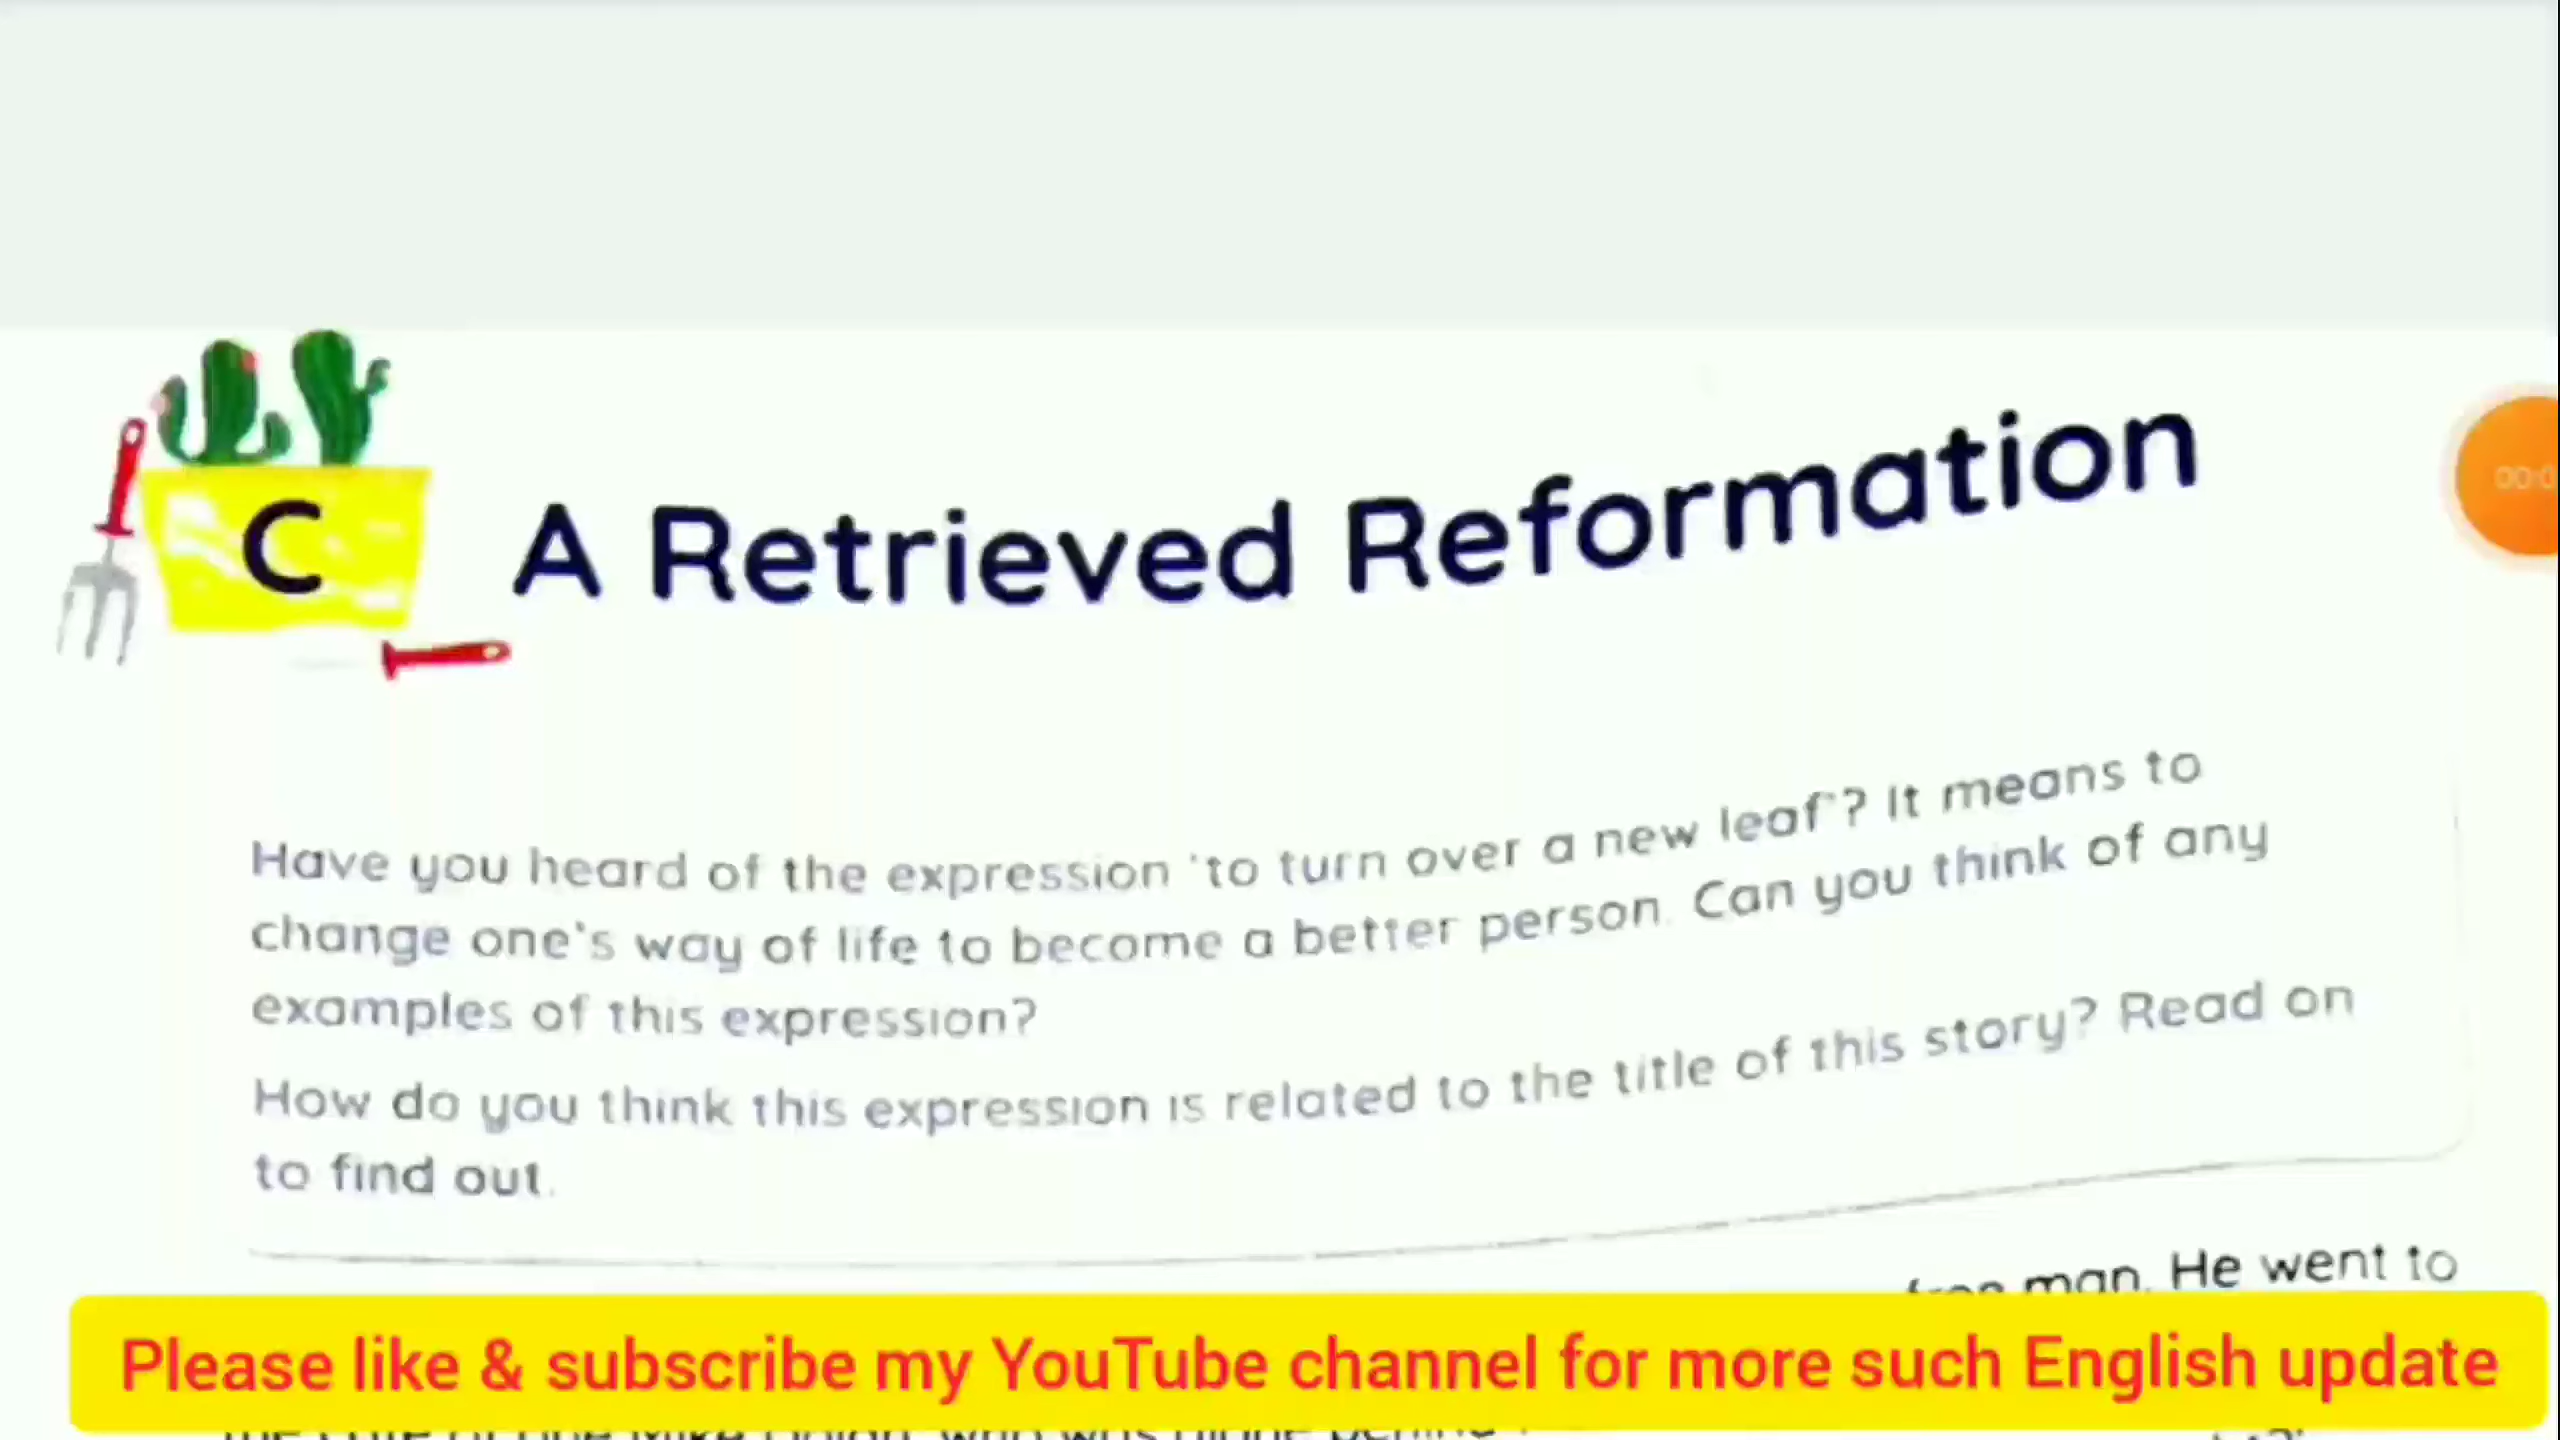 C
A Retrieved Reformation
00:0
Have you heard of the expression 'to turn over a new leaf'? It means to
change one's way of life to become a better person. Can you think of any
examples of this expression?
How do you think this expression is related to the title of this story? Read on
to find out.
man. He went to
Please like & subscribe my YouTube channel for more such English update